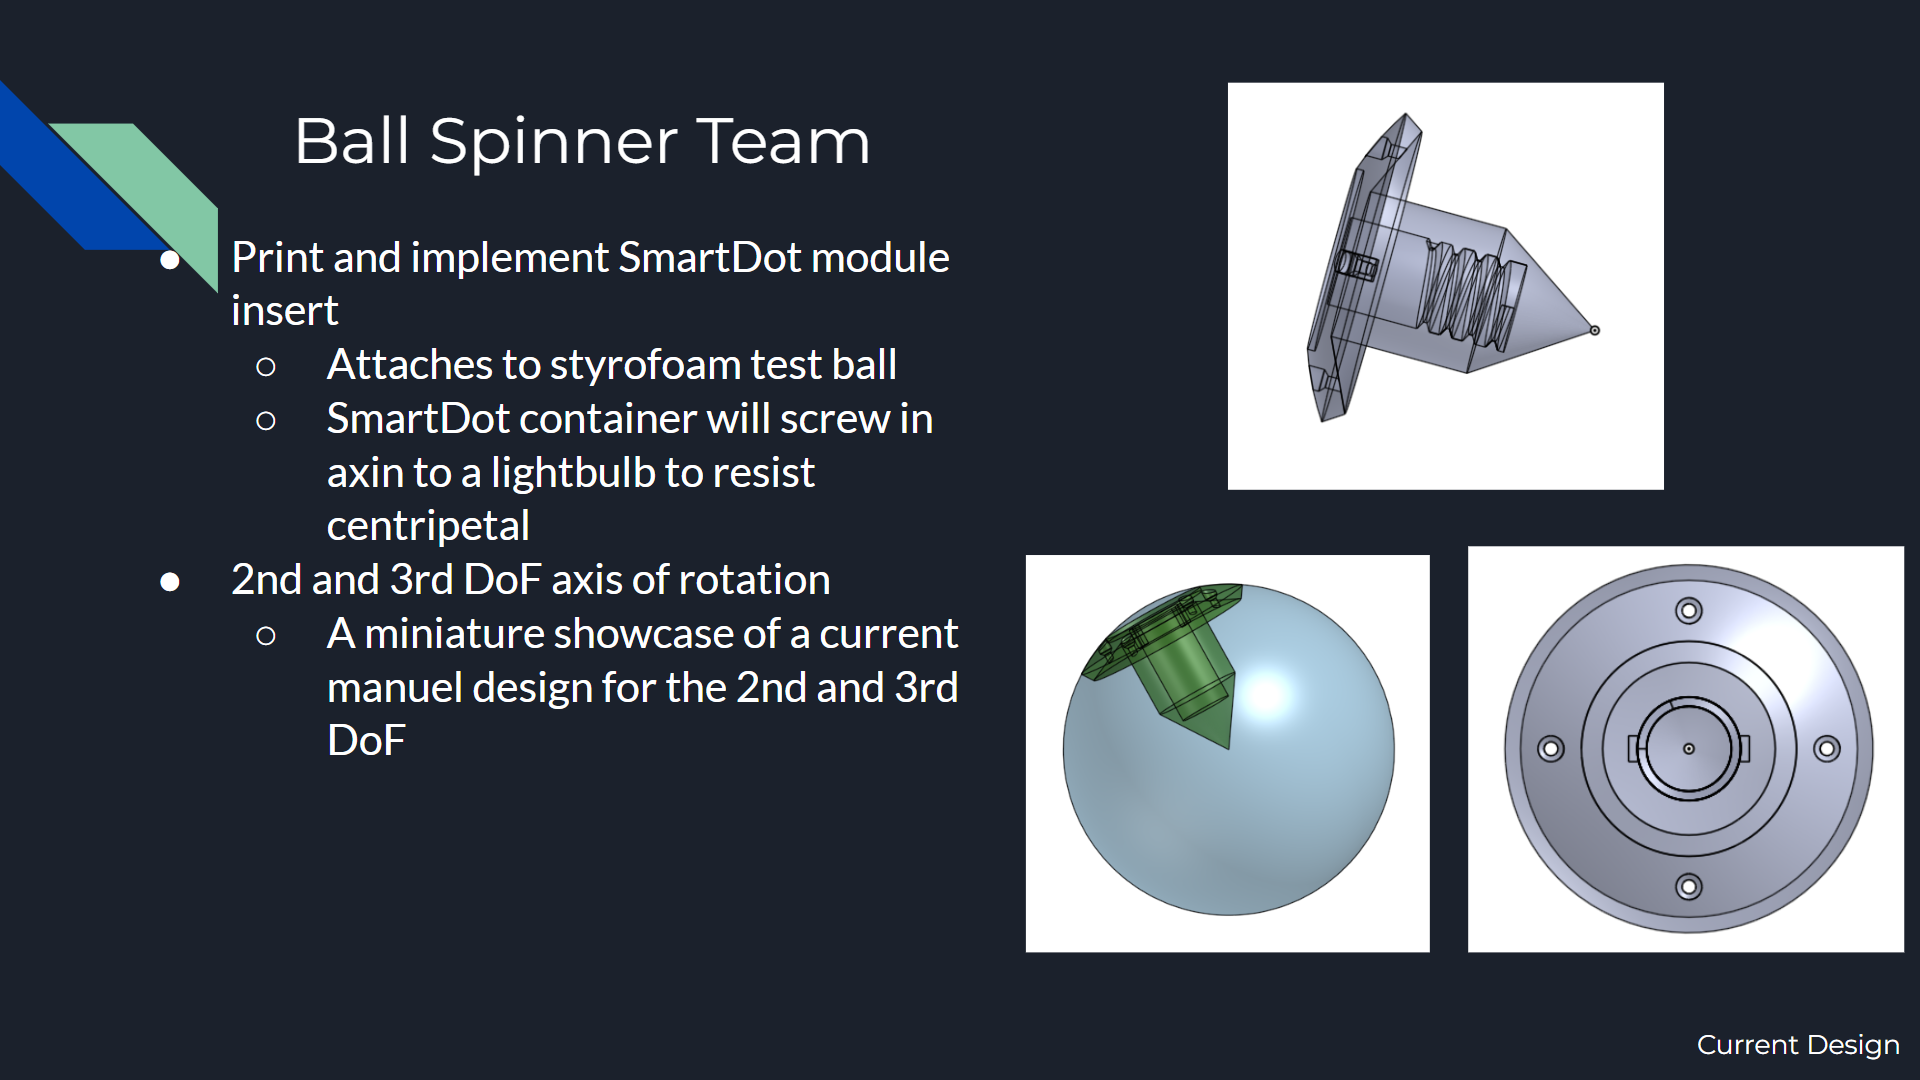 Ball Spinner Team
● Print and implement SmartDot module
insert
○ Attaches to styrofoam test ball
○ SmartDot container will screw in
axin to a lightbulb to resist
centripetal
● 2nd and 3rd DoF axis of rotation
○ A miniature showcase of a current
manuel design for the 2nd and 3rd
DoF
Current Design